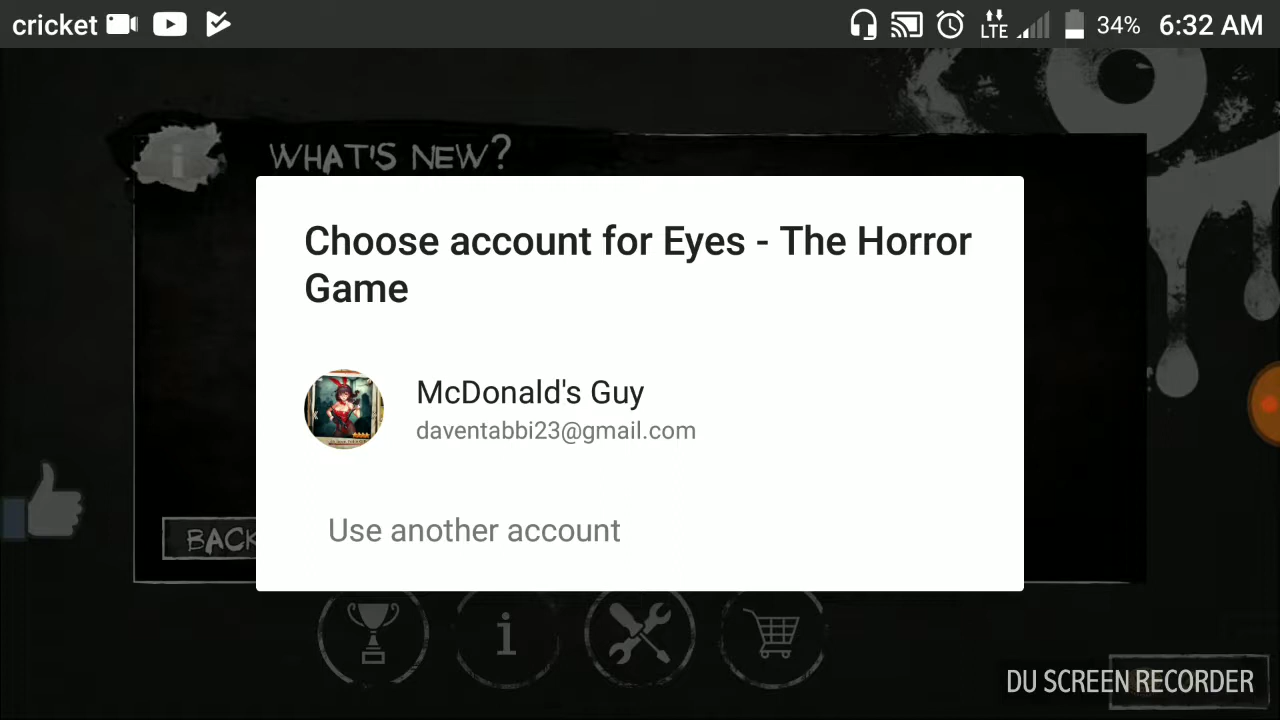 cricket LTE 34% 6:32 AM
WHAT'S NEW?
Choose account for Eyes - The Horror
Game
McDonald's Guy
daventabbi23@gmail.com
Use another account
BACK
DU SCREEN RECORDER